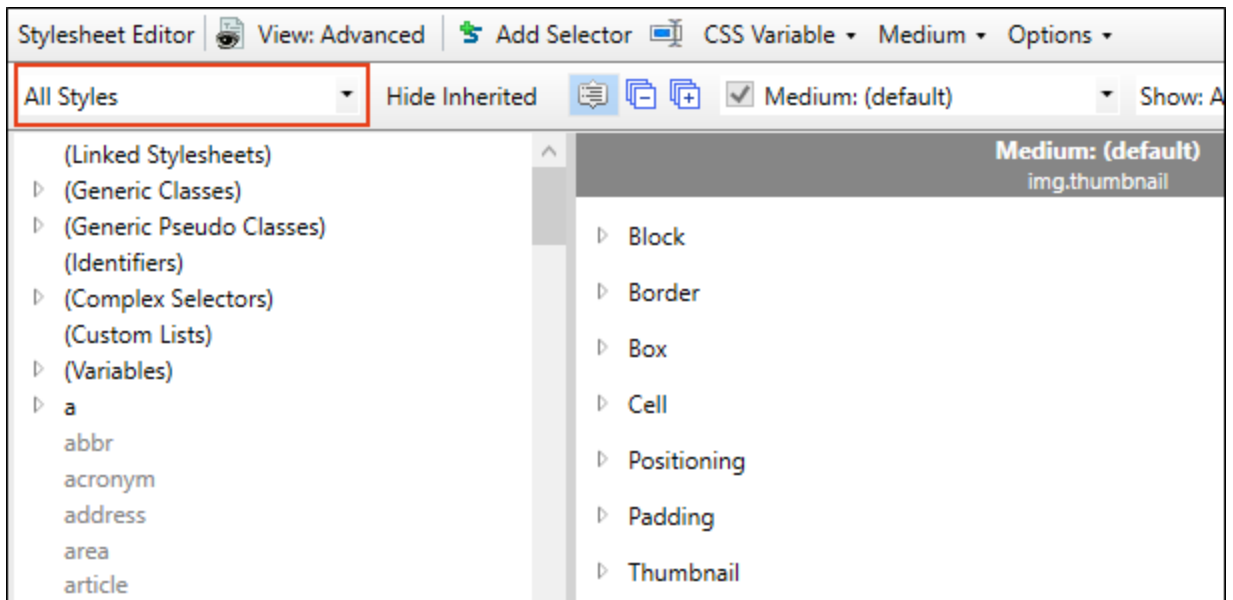 Stylesheet Editor View: Advanced Add Selector CSS Variable Medium Options
All Styles Hide Inherited Medium: (default) Show: A
(Linked Stylesheets)
(Generic Classes)
(Generic Pseudo Classes)
(Identifiers)
(Complex Selectors)
(Custom Lists)
(Variables)
a
abbr
acronym
address
area
article
Medium: (default)
img.thumbnail
Block
Border
Box
Cell
Positioning
Padding
Thumbnail